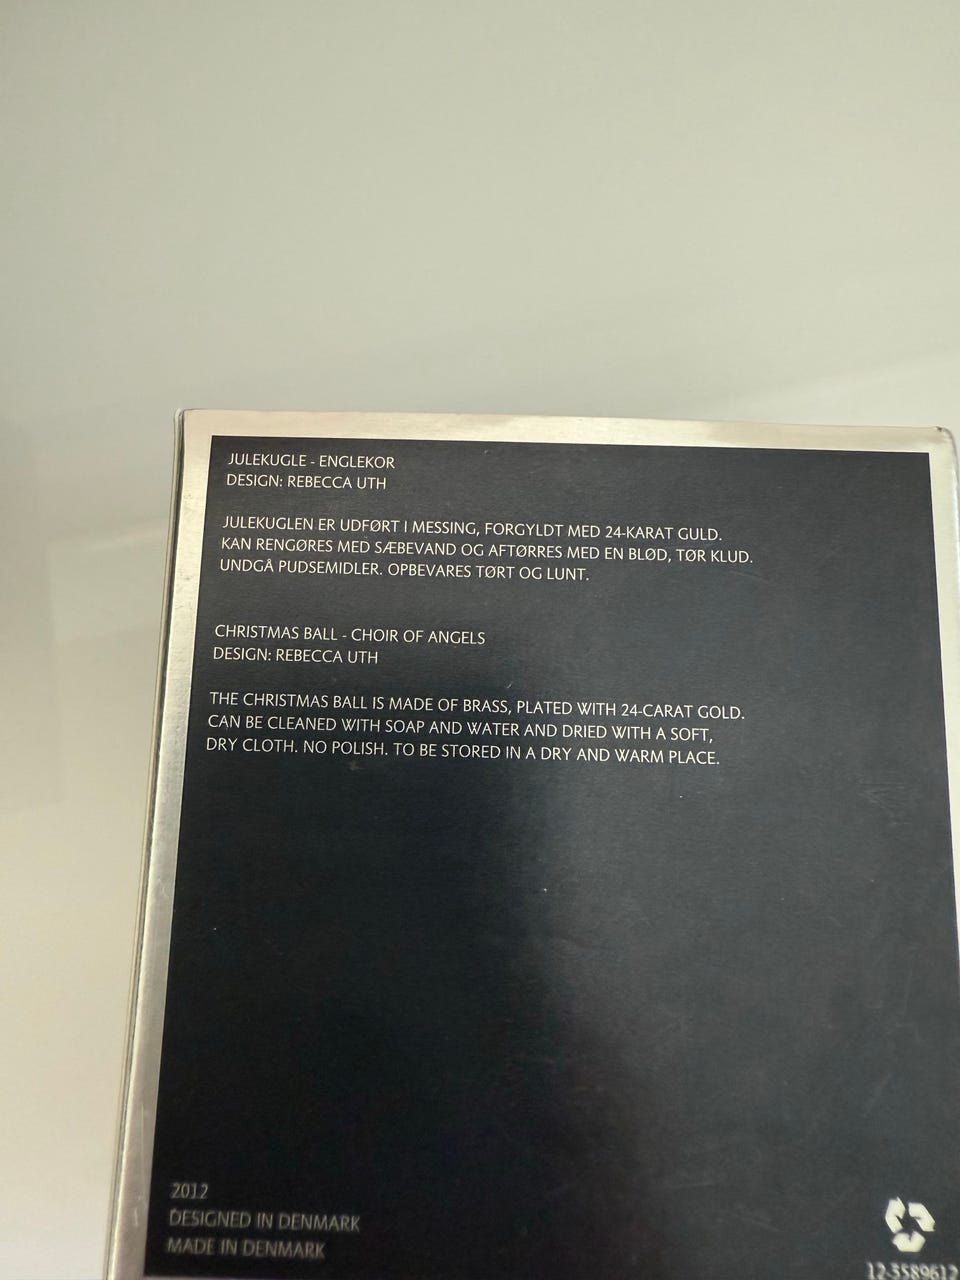 JULEKUGLE - ENGLEKOR
DESIGN: REBECCA UTH
JULEKUGLEN ER UDFØRT I MESSING, FORGYLDT MED 24-KARAT GULD.
KAN RENGØRES MED SÆBEVAND OG AFTØRRES MED EN BLØD, TØR KLUD.
UNDGÅ PUDSEMIDLER. OPBEVARES TØRT OG LUNT.
CHRISTMAS BALL - CHOIR OF ANGELS
DESIGN: REBECCA UTH
THE CHRISTMAS BALL IS MADE OF BRASS, PLATED WITH 24-CARAT GOLD.
CAN BE CLEANED WITH SOAP AND WATER AND DRIED WITH A SOFT,
DRY CLOTH. NO POLISH. TO BE STORED IN A DRY AND WARM PLACE.
2012
DESIGNED IN DENMARK
MADE IN DENMARK
12-5589612